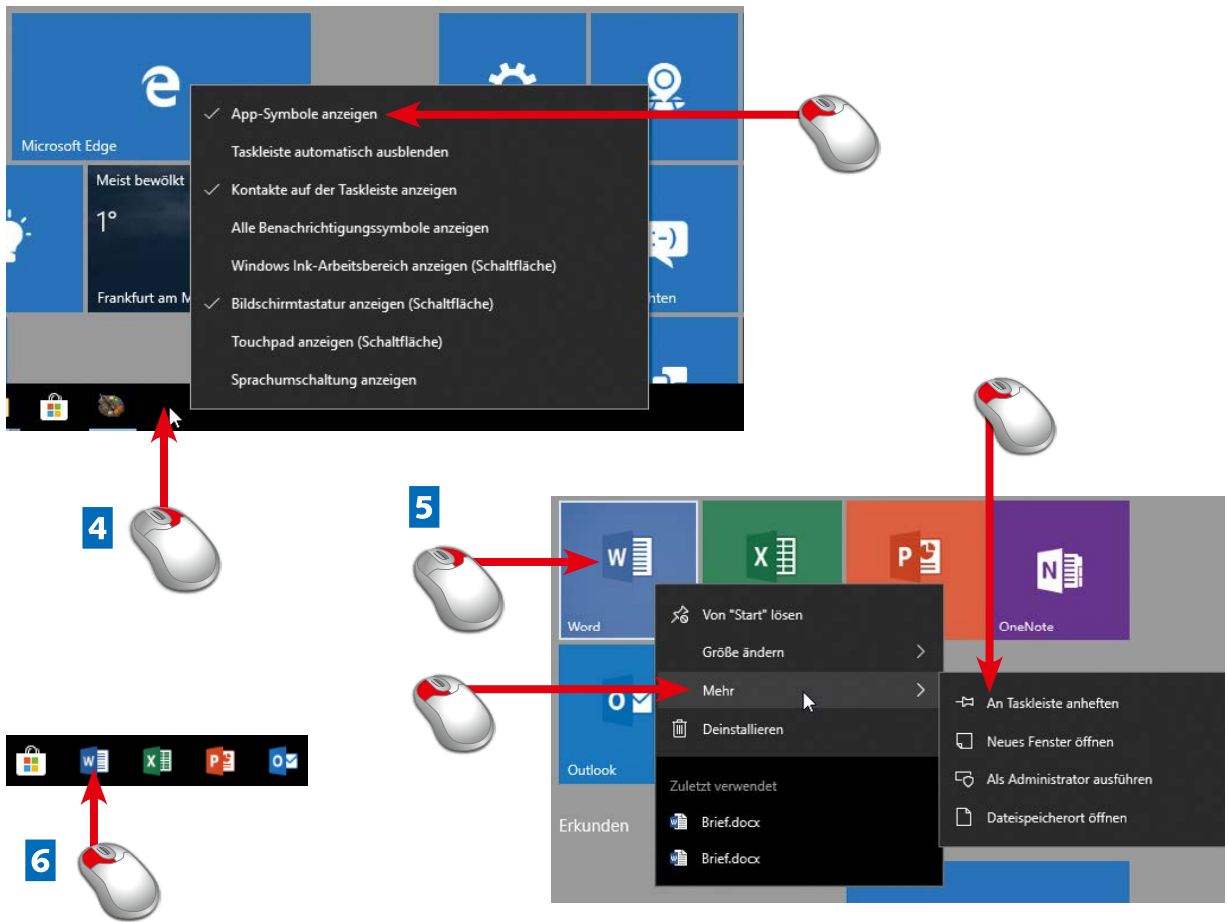 Microsoft Edge
App-Symbole anzeigen
Taskleiste automatisch ausblenden
Kontakte auf der Taskleiste anzeigen
Alle Benachrichtigungssymbole anzeigen
Windows Ink-Arbeitsbereich anzeigen (Schaltfläche)
Bildschirmtastatur anzeigen (Schaltfläche)
Touchpad anzeigen (Schaltfläche)
Sprachumschaltung anzeigen
Meist bewölkt
1°
Frankfurt am M
:-)
hten
4
5
W
X
P
N
Word
OneNote
O
Outlook
Erkunden
Von "Start" lösen
Größe ändern
Mehr
Deinstallieren
Zuletzt verwendet
Brief.docx
Brief.docx
An Taskleiste anheften
Neues Fenster öffnen
Als Administrator ausführen
Dateispeicherort öffnen
W X P O
6